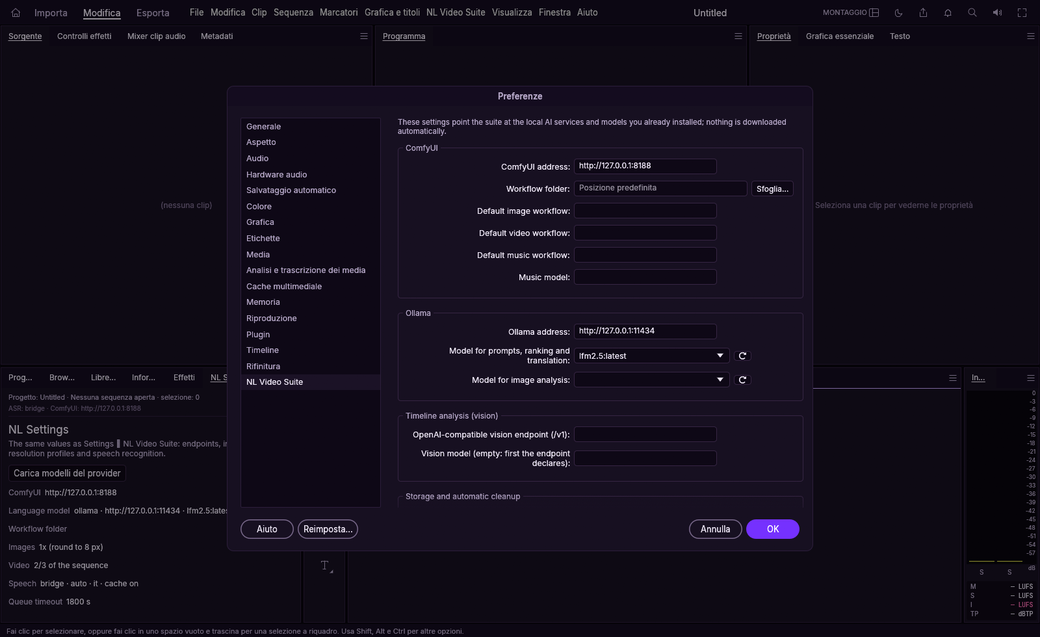 Importa
Modifica
Esporta
File Modifica Clip Sequenza Marcatori Grafica e titoli NL Video Suite Visualizza Finestra Aiuto
Untitled
MONTAGGIO
Sorgente Controlli effetti Mixer clip audio Metadati
Programma
Proprietà Grafica essenziale Testo
(nessuna clip)
Seleziona una clip per vederne le proprietà
Preferenze
Generale
Aspetto
Audio
Hardware audio
Salvataggio automatico
Colore
Grafica
Etichette
Media
Analisi e trascrizione dei media
Cache multimediale
Memoria
Riproduzione
Plugin
Timeline
Rifinitura
NL Video Suite
These settings point the suite at the local AI services and models you already installed; nothing is downloaded
automatically.
ComfyUI
ComfyUI address: http://127.0.0.1:8188
Workflow folder: Posizione predefinita Sfoglia...
Default image workflow:
Default video workflow:
Default music workflow:
Music model:
Ollama
Ollama address: http://127.0.0.1:11434
Model for prompts, ranking and
translation: lfm2.5:latest
Model for image analysis:
Timeline analysis (vision)
OpenAI-compatible vision endpoint (/v1):
Vision model (empty: first the endpoint
declares):
Storage and automatic cleanup
Aiuto Reimposta... Annulla OK
Prog... Brow... Libre... Infor... Effetti NL S
Progetto: Untitled · Nessuna sequenza aperta · selezione: 0
ASR: bridge · ComfyUI: http://127.0.0.1:8188
NL Settings
The same values as Settings NL Video Suite: endpoints,
resolution profiles and speech recognition.
Carica modelli del provider
ComfyUI http://127.0.0.1:8188
Language model ollama · http://127.0.0.1:11434 · lfm2.5:lates
Workflow folder
Images 1x (round to 8 px)
Video 2/3 of the sequence
Speech bridge · auto · it · cache on
Queue timeout 1800 s
T
In...
0
-3
-6
-9
-12
-15
-18
-21
-24
-27
-30
-33
-36
-39
-42
-45
-48
-51
-54
-57
dB
S S
M – LUFS
S – LUFS
I – LUFS
TP – dBTP
Fai clic per selezionare, oppure fai clic in uno spazio vuoto e trascina per una selezione a riquadro. Usa Shift, Alt e Ctrl per altre opzioni.